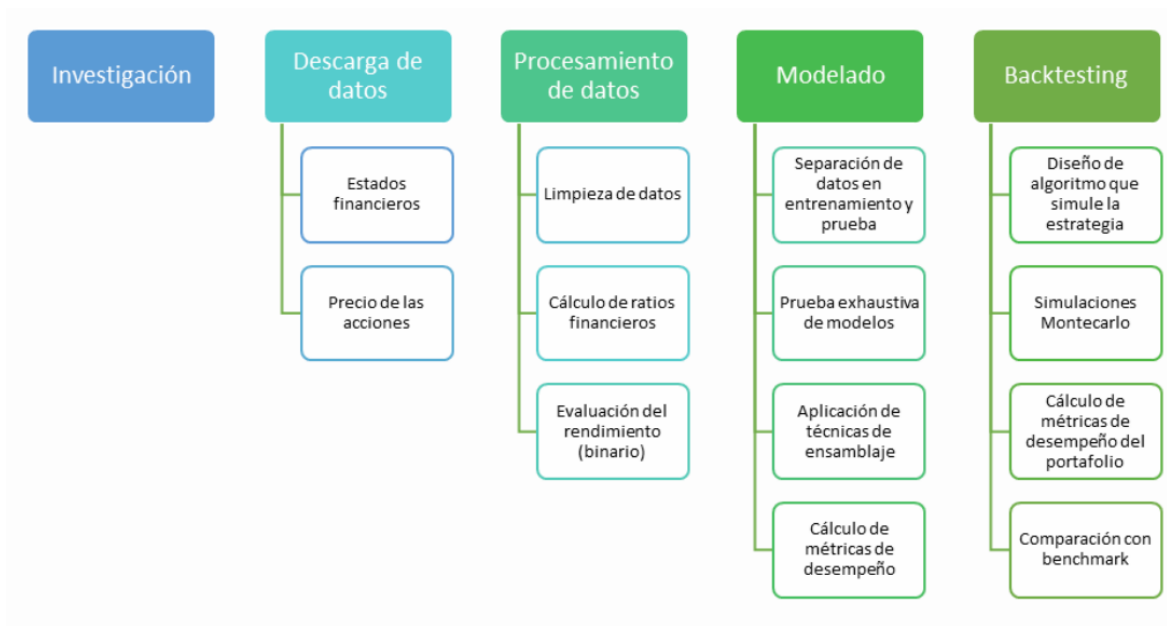 Investigación
Descarga de
datos
Estados
financieros
Precio de las
acciones
Procesamiento
de datos
Limpieza de datos
Cálculo de ratios
financieros
Evaluación del
rendimiento
(binario)
Modelado
Separación de
datos en
entrenamiento y
prueba
Prueba exhaustiva
de modelos
Aplicación de
técnicas de
ensamblaje
Cálculo de
métricas de
desempeño
Backtesting
Diseño de
algoritmo que
simule la
estrategia
Simulaciones
Montecarlo
Cálculo de
métricas de
desempeño del
portafolio
Comparación con
benchmark